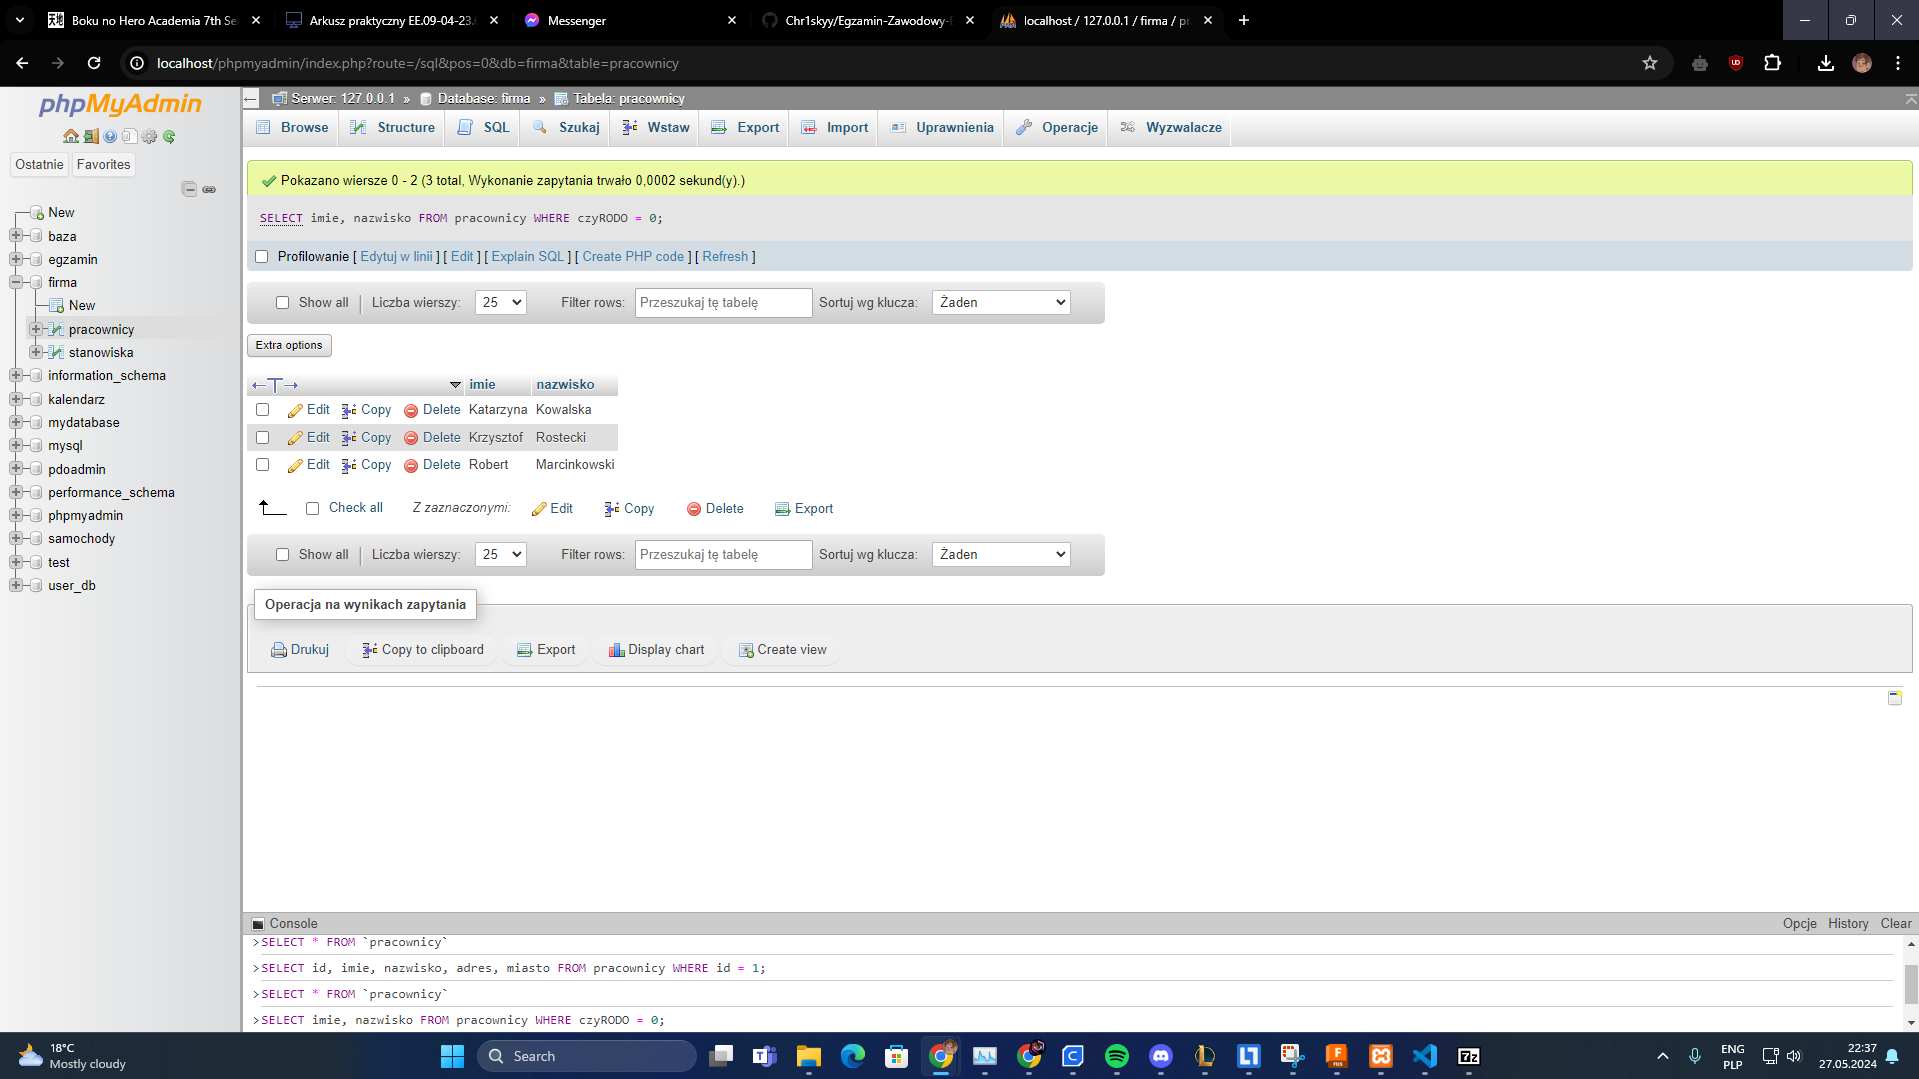 Boku no Hero Academia 7th Se
Arkusz praktyczny EE.09-04-23.0
Messenger
Chr1skyy/Egzamin-Zawodowy-E
localhost / 127.0.0.1 / firma / pr
localhost/phpmyadmin/index.php?route=/sql&pos=0&db=firma&table=pracownicy
phpMyAdmin
Ostatnie Favorites
New
baza
egzamin
firma
New
pracownicy
stanowiska
information_schema
kalendarz
mydatabase
mysql
pdoadmin
performance_schema
phpmyadmin
samochody
test
user_db
Serwer: 127.0.0.1 » Database: firma » Tabela: pracownicy
Browse Structure SQL Szukaj Wstaw Export Import Uprawnienia Operacje Wyzwalacze
Pokazano wiersze 0 - 2 (3 total, Wykonanie zapytania trwało 0,0002 sekund(y).)
SELECT imie, nazwisko FROM pracownicy WHERE czyRODO = 0;
Profilowanie [ Edytuj w linii ] [ Edit ] [ Explain SQL ] [ Create PHP code ] [ Refresh ]
Show all Liczba wierszy: 25 Filter rows: Przeszukaj tę tabelę Sortuj wg klucza: Żaden
Extra options
←T→ imie nazwisko
Edit Copy Delete Katarzyna Kowalska
Edit Copy Delete Krzysztof Rostecki
Edit Copy Delete Robert Marcinkowski
Check all Z zaznaczonymi: Edit Copy Delete Export
Show all Liczba wierszy: 25 Filter rows: Przeszukaj tę tabelę Sortuj wg klucza: Żaden
Operacja na wynikach zapytania
Drukuj Copy to clipboard Export Display chart Create view
Console Opcje History Clear
>SELECT * FROM `pracownicy`
>SELECT id, imie, nazwisko, adres, miasto FROM pracownicy WHERE id = 1;
>SELECT * FROM `pracownicy`
>SELECT imie, nazwisko FROM pracownicy WHERE czyRODO = 0;
18°C
Mostly cloudy
Search
ENG
PLP
22:37
27.05.2024